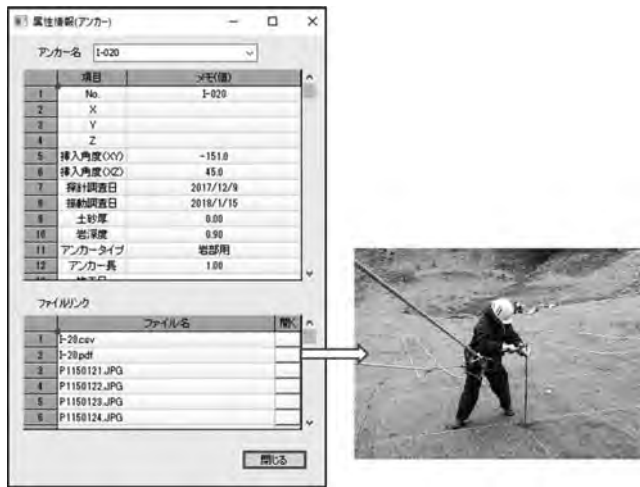 属性情報(アンカー)
アンカー名 I-020
項目 メモ(値)
1 No. I-020
2 X
3 Y
4 Z
5 挿入角度(XY) -151.0
6 挿入角度(XZ) 45.0
7 探針調査日 2017/12/9
8 振動調査日 2018/1/15
9 土砂厚 0.00
10 岩深度 0.90
11 アンカータイプ 岩部用
12 アンカー長 1.00
ファイルリンク
ファイル名 開く
1 I-20.csv
2 I-20.pdf
3 P1150121.JPG
4 P1150122.JPG
5 P1150123.JPG
6 P1150124.JPG
閉じる